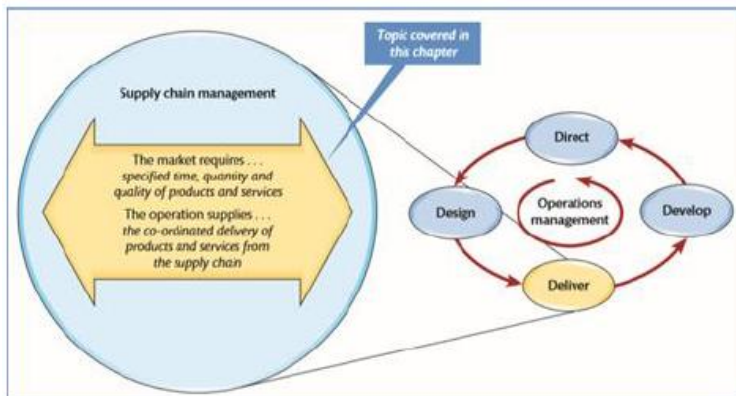 Topic covered in
this chapter
Supply chain management
The market requires . . .
specified time, quantity and
quality of products and services
The operation supplies . . .
the co-ordinated delivery of
products and services from
the supply chain
Direct
Design
Operations
management
Develop
Deliver